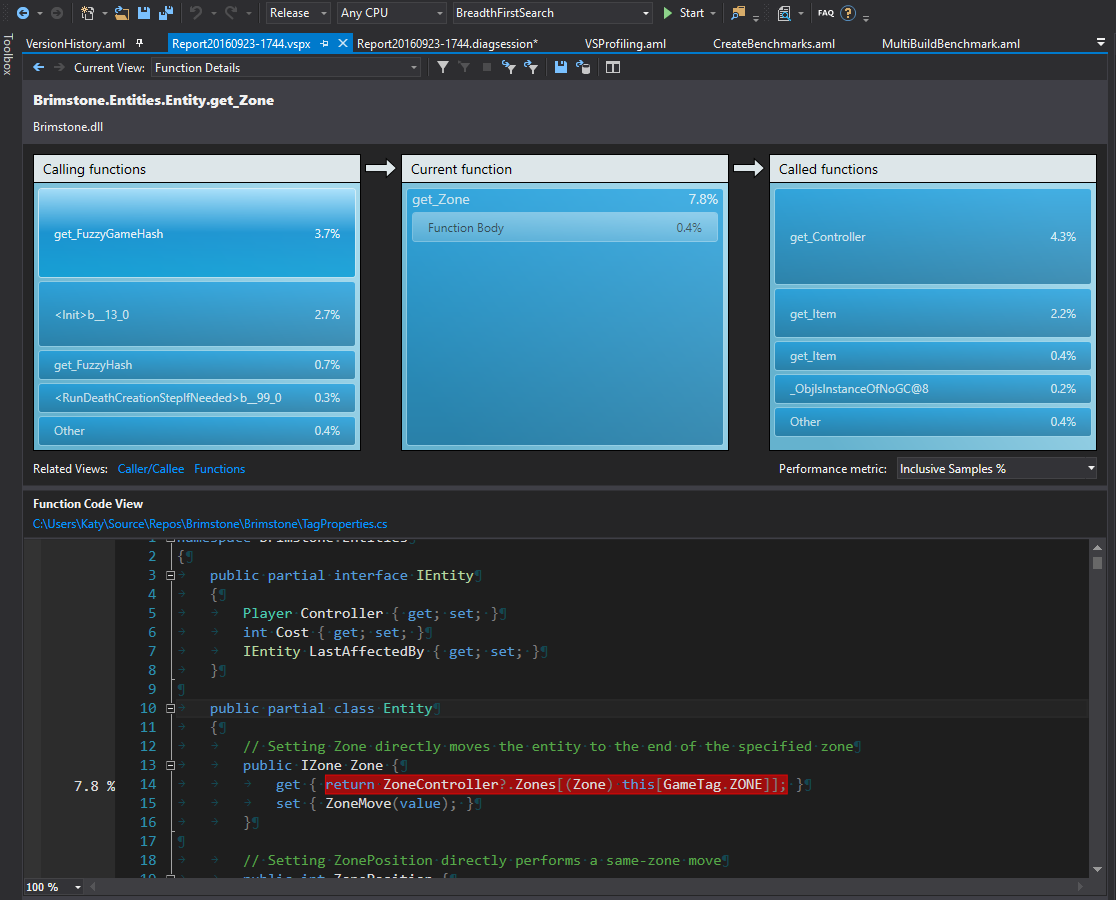 Release Any CPU BreadthFirstSearch Start FAQ
Toolbox
VersionHistory.aml Report20160923-1744.vspx Report20160923-1744.diagsession* VSProfiling.aml CreateBenchmarks.aml MultiBuildBenchmark.aml
Current View: Function Details
Brimstone.Entities.Entity.get_Zone
Brimstone.dll
Calling functions
get_FuzzyGameHash 3.7%
<Init>b__13_0 2.7%
get_FuzzyHash 0.7%
<RunDeathCreationStepIfNeeded>b__99_0 0.3%
Other 0.4%
Current function
get_Zone 7.8%
Function Body 0.4%
Called functions
get_Controller 4.3%
get_Item 2.2%
get_Item 0.4%
_ObjIsInstanceOfNoGC@8 0.2%
Other 0.4%
Related Views: Caller/Callee Functions
Performance metric: Inclusive Samples %
Function Code View
C:\Users\Katy\Source\Repos\Brimstone\Brimstone\TagProperties.cs
1 namespace Brimstone.Entities
2 {
3 public partial interface IEntity
4 {
5 Player Controller { get; set; }
6 int Cost { get; set; }
7 IEntity LastAffectedBy { get; set; }
8 }
9
10 public partial class Entity
11 {
12 // Setting Zone directly moves the entity to the end of the specified zone
13 public IZone Zone {
7.8 % 14 get { return ZoneController?.Zones[(Zone) this[GameTag.ZONE]]; }
15 set { ZoneMove(value); }
16 }
17
18 // Setting ZonePosition directly performs a same-zone move
19 public int ZonePosition {
100 %